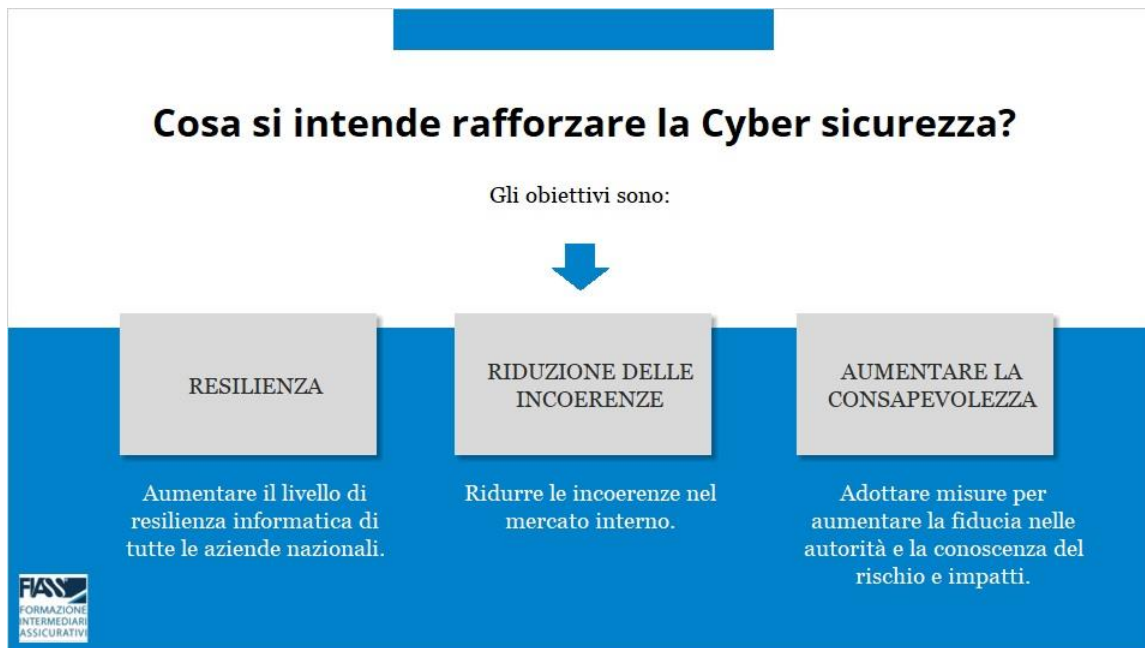 Cosa si intende rafforzare la Cyber sicurezza?
Gli obiettivi sono:
RESILIENZA
RIDUZIONE DELLE
INCOERENZE
AUMENTARE LA
CONSAPEVOLEZZA
Aumentare il livello di
resilienza informatica di
tutte le aziende nazionali.
Ridurre le incoerenze nel
mercato interno.
Adottare misure per
aumentare la fiducia nelle
autorità e la conoscenza del
rischio e impatti.
FIASS
FORMAZIONE
INTERMEDIARI
ASSICURATIVI